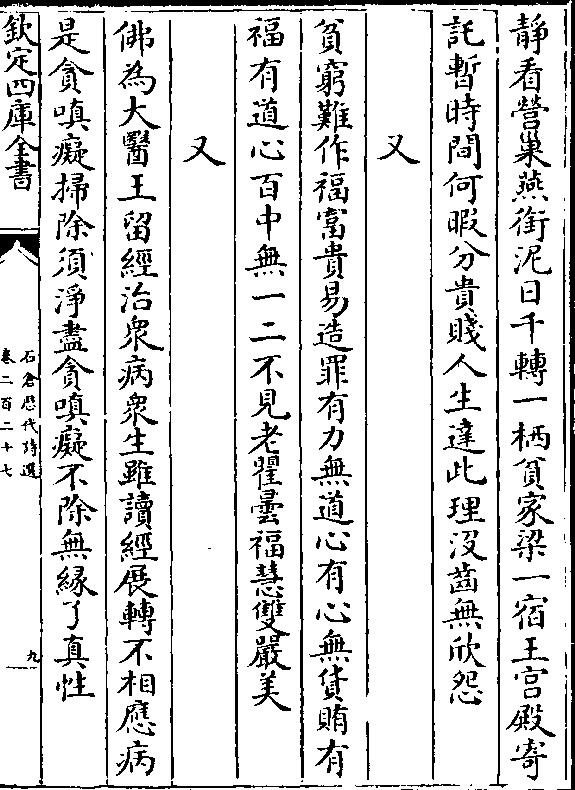 靜看營巢燕銜泥日千轉一栖貧家梁一宿王宫殿寄
託暫時間何暇分貴賤人生達此理沒齒無欣怨
又
貧窮難作福富貴易造罪有力無道心有心無貨賄有
福有道心百中無一二不見老瞿曇福慧雙嚴美
又
佛為大醫王留經治衆病衆生雖讀經展轉不相應病
是貪嗔癡掃除須淨盡貪嗔癡不除無縁了真性
欽定四庫全書
石倉歴代詩選
卷二百二十七
九